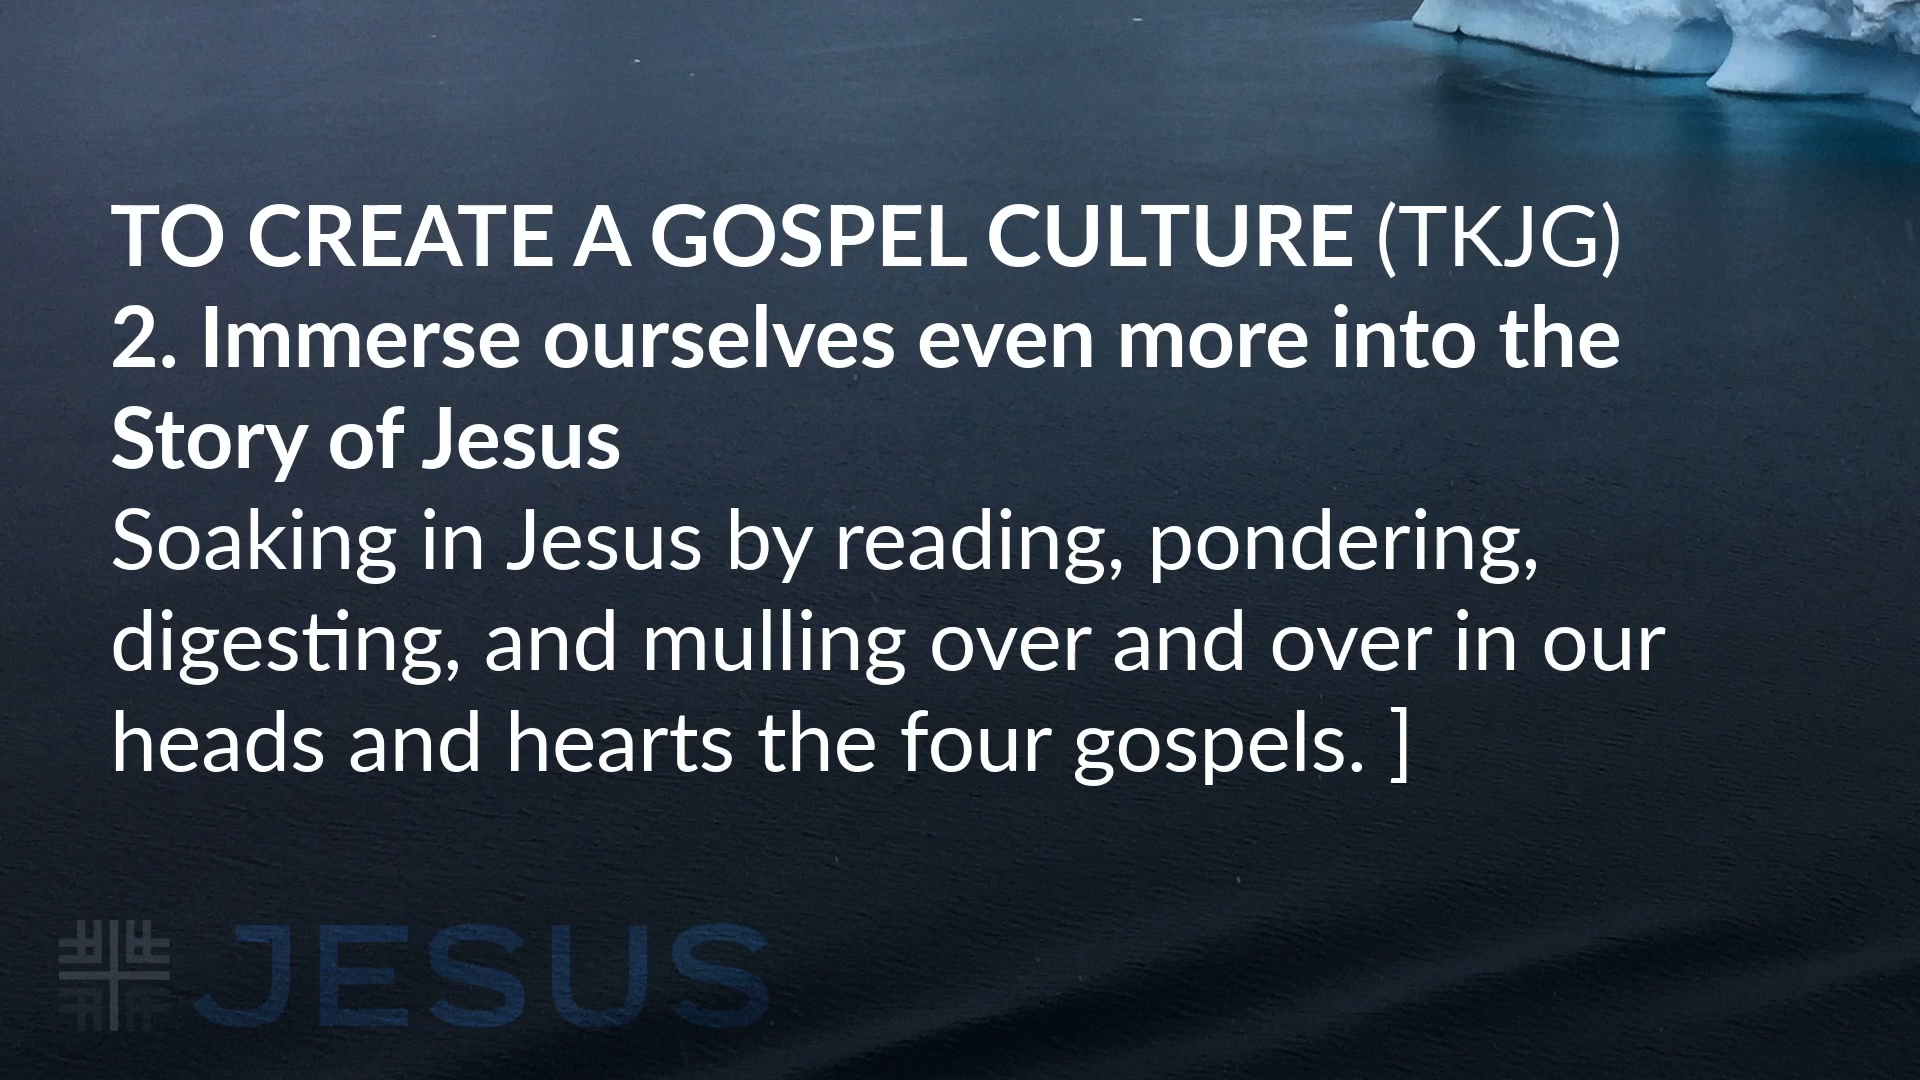 TO CREATE A GOSPEL CULTURE (TKJG)
2. Immerse ourselves even more into the
Story of Jesus
Soaking in Jesus by reading, pondering,
digesting, and mulling over and over in our
heads and hearts the four gospels. ]
JESUS